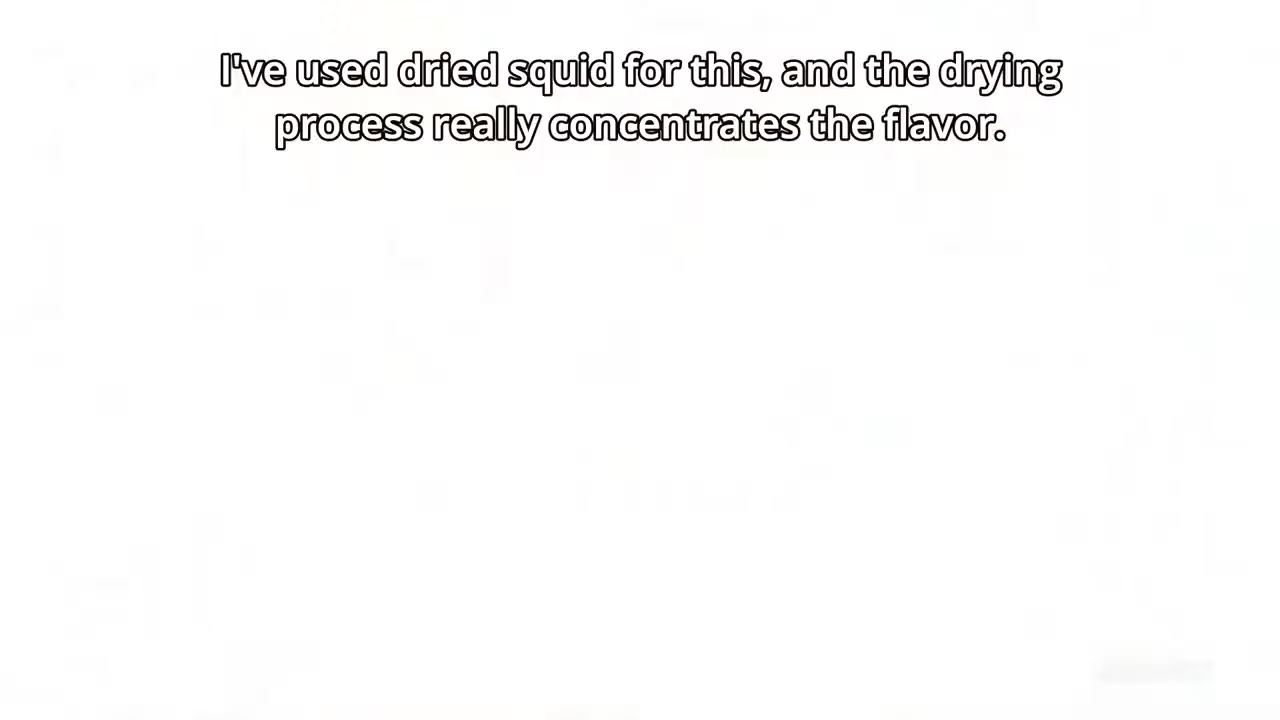 I've used dried squid for this, and the drying
process really concentrates the flavor.